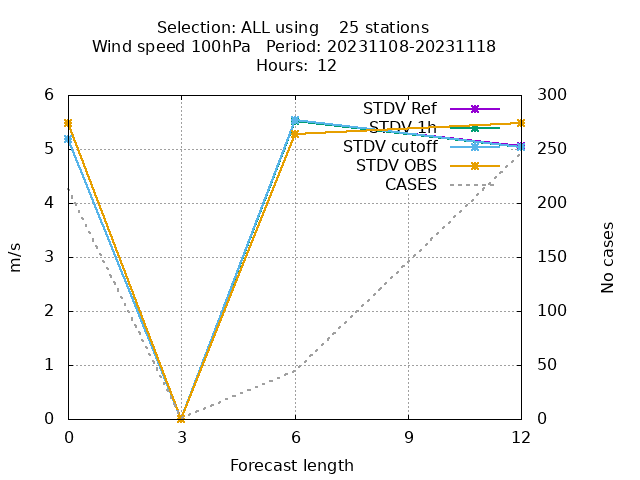 Selection: ALL using    25 stations
Wind speed 100hPa   Period: 20231108-20231118
Hours: 12
6 300
STDV Ref
STDV 1h
5 STDV cutoff 250
STDV OBS
CASES
4 200
3 150
m/s
No cases
2 100
1 50
0 0
0 3 6 9 12
Forecast length